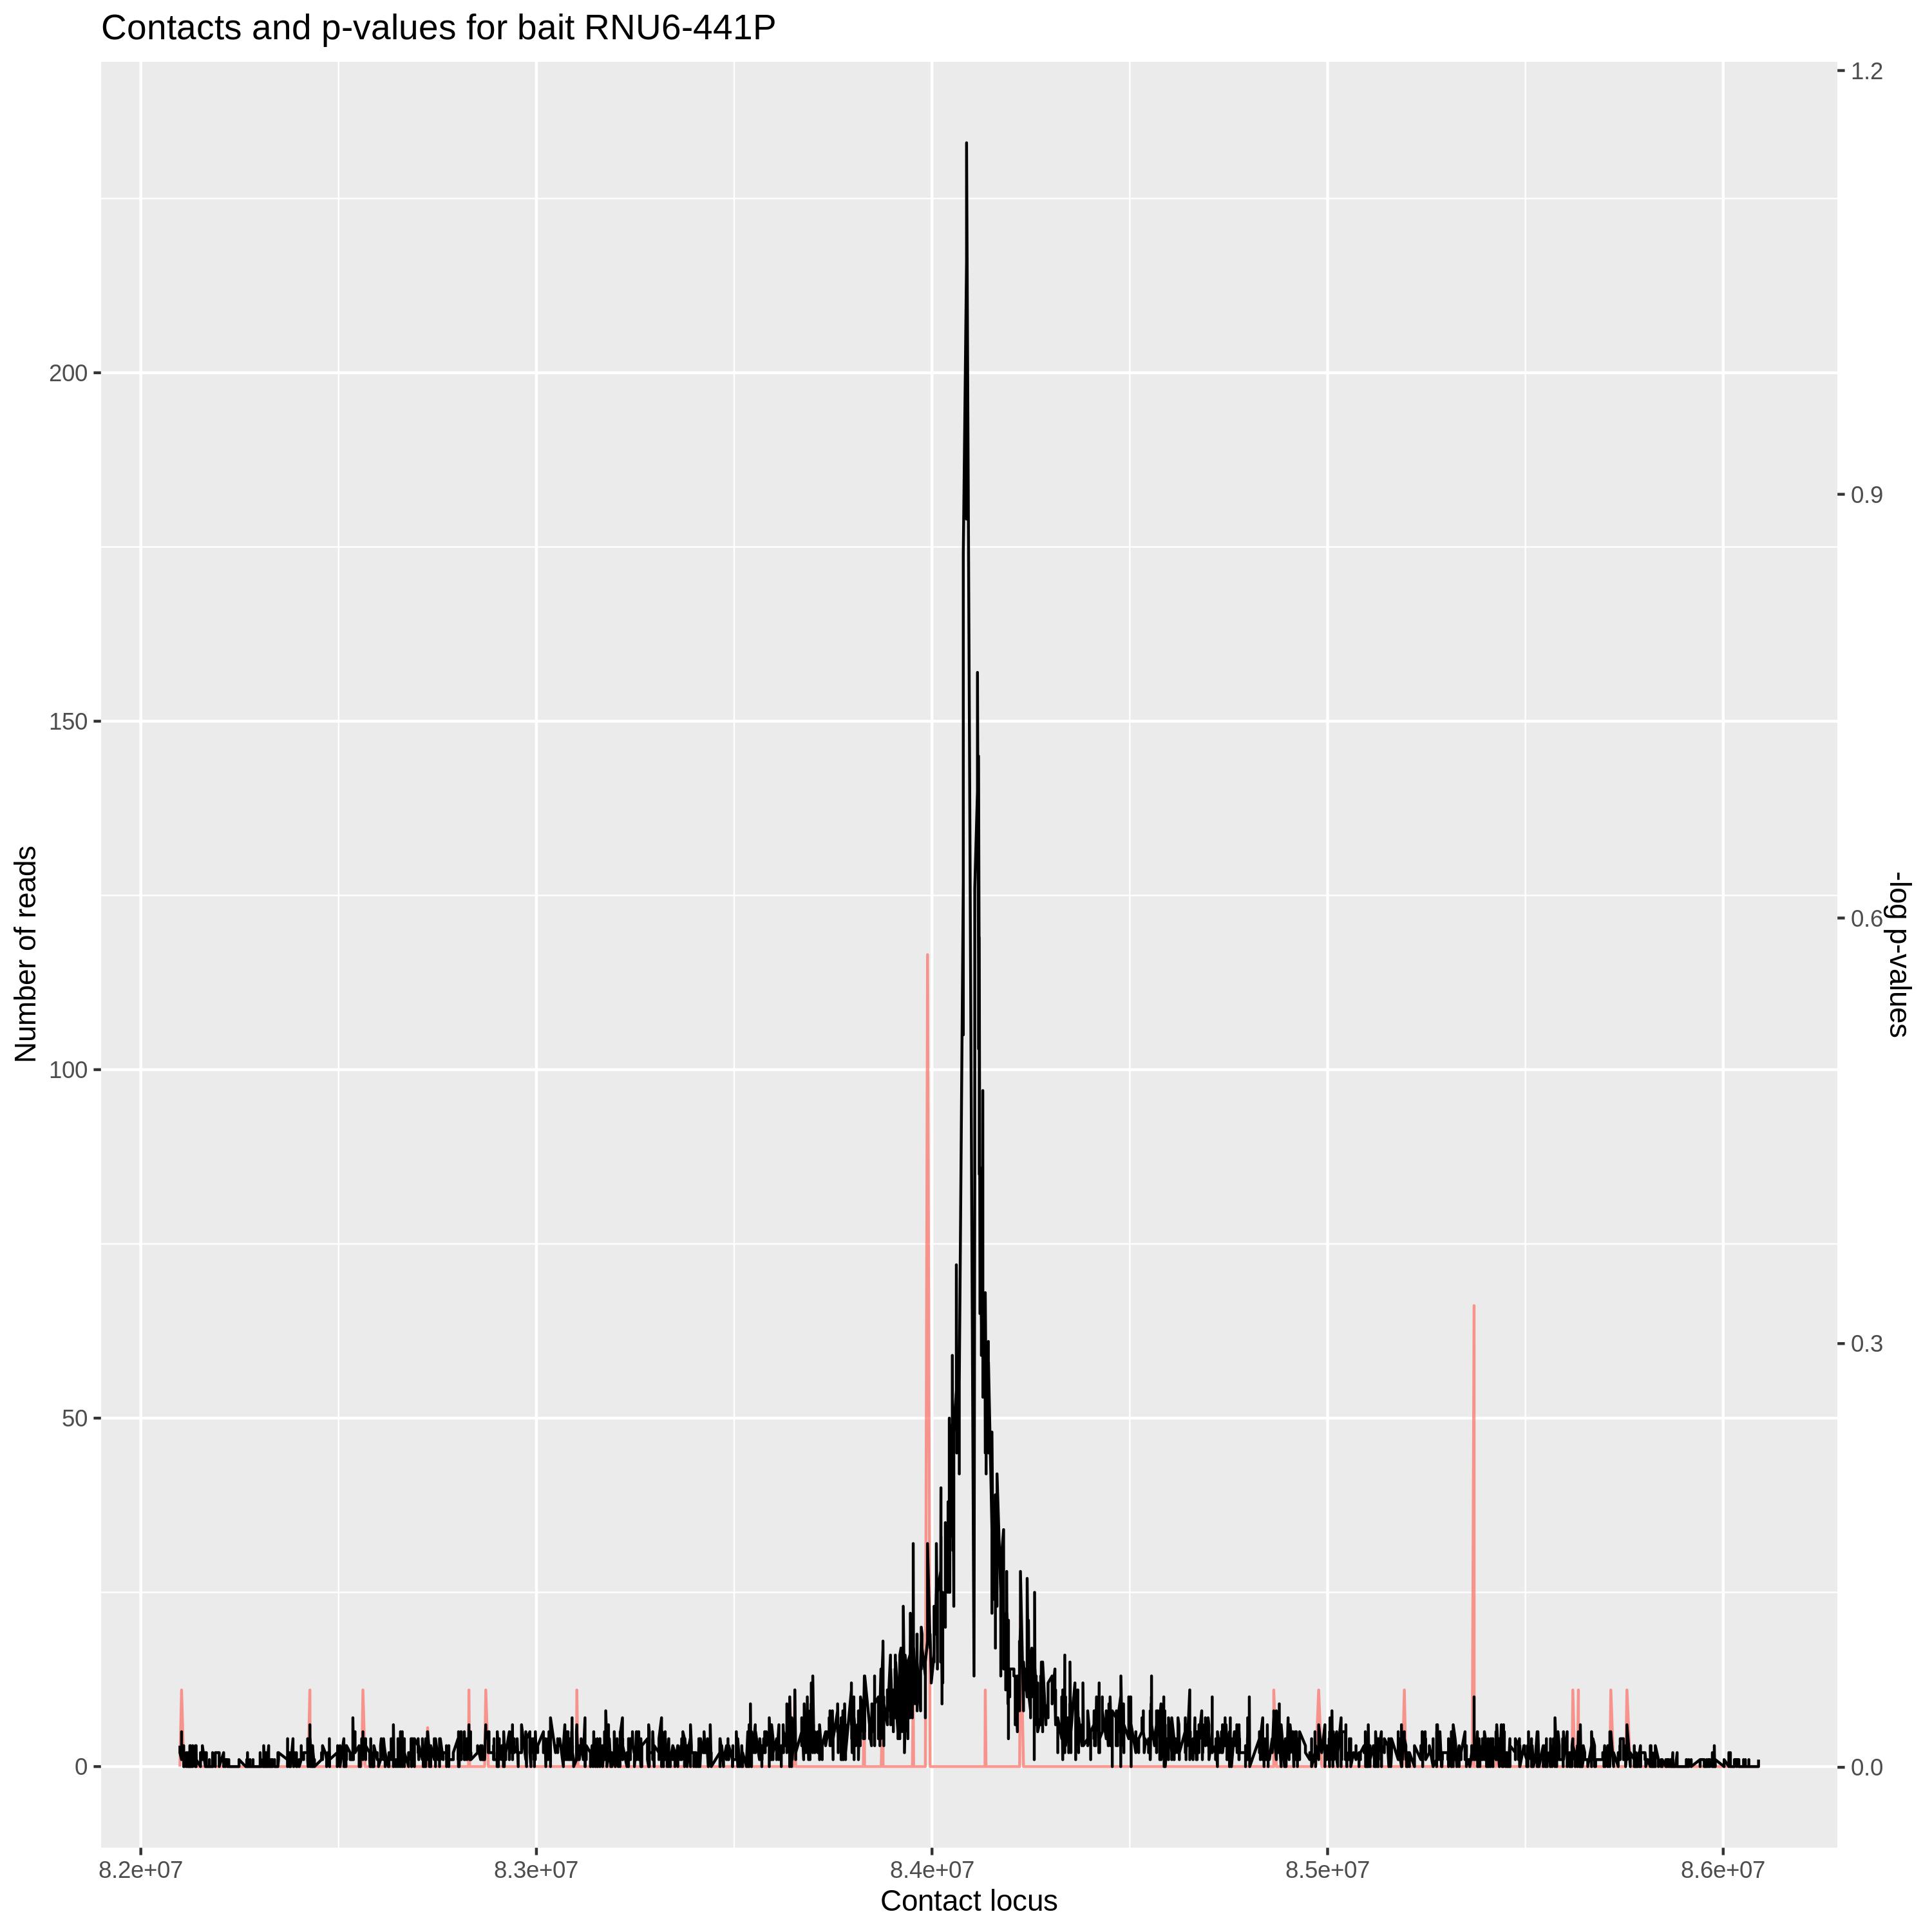 Contacts and p-values for bait RNU6-441P
1.2
0.9
200
150
Number of reads
0.6
-log p-values
100
0.3
50
0
0.0
8.2e+07 8.3e+07 8.4e+07 8.5e+07 8.6e+07
Contact locus